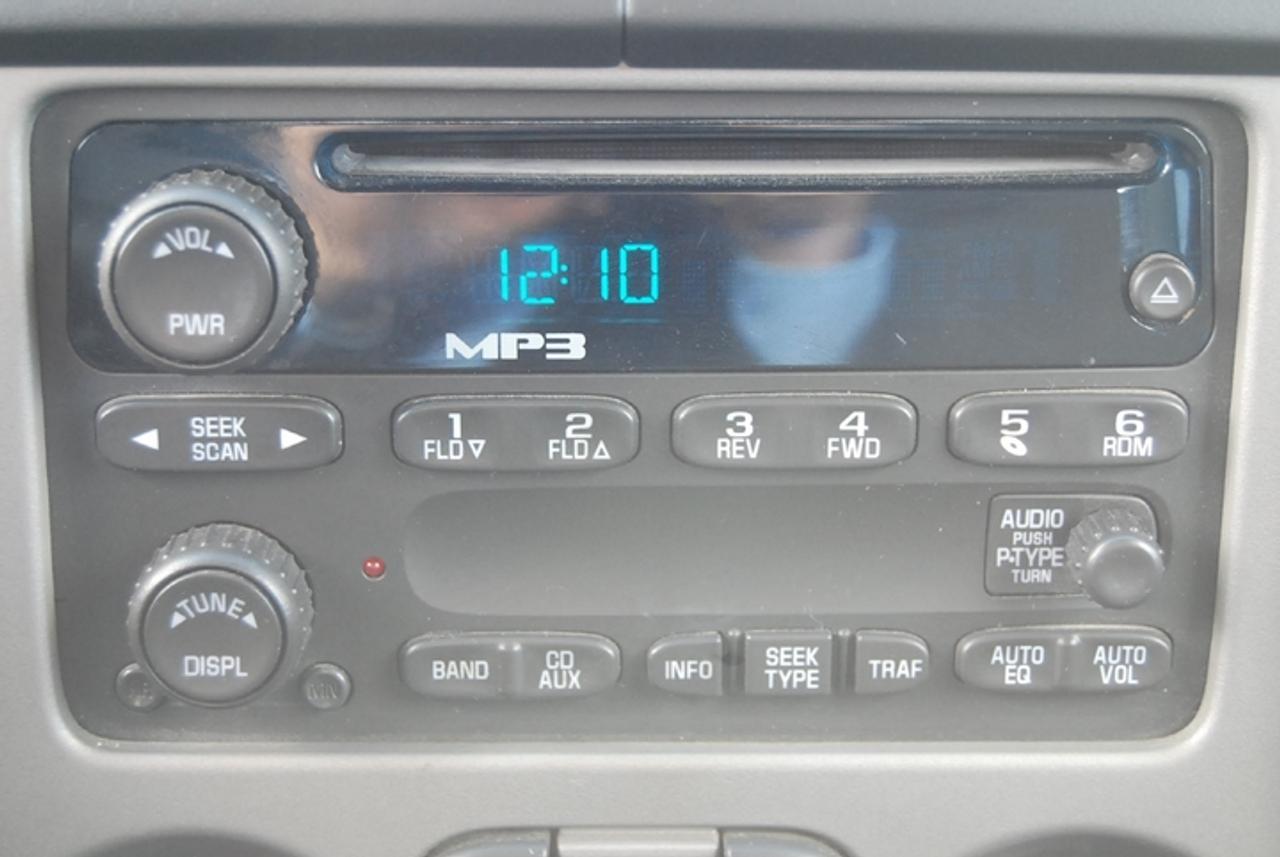 VOL
PWR
12:10
MP3
SEEK
SCAN
1
FLD
2
FLD
3
REV
4
FWD
5
6
RDM
AUDIO
PUSH
P-TYPE
TURN
TUNE
DISPL
MN
BAND
CD
AUX
INFO
SEEK
TYPE
TRAF
AUTO
EQ
AUTO
VOL